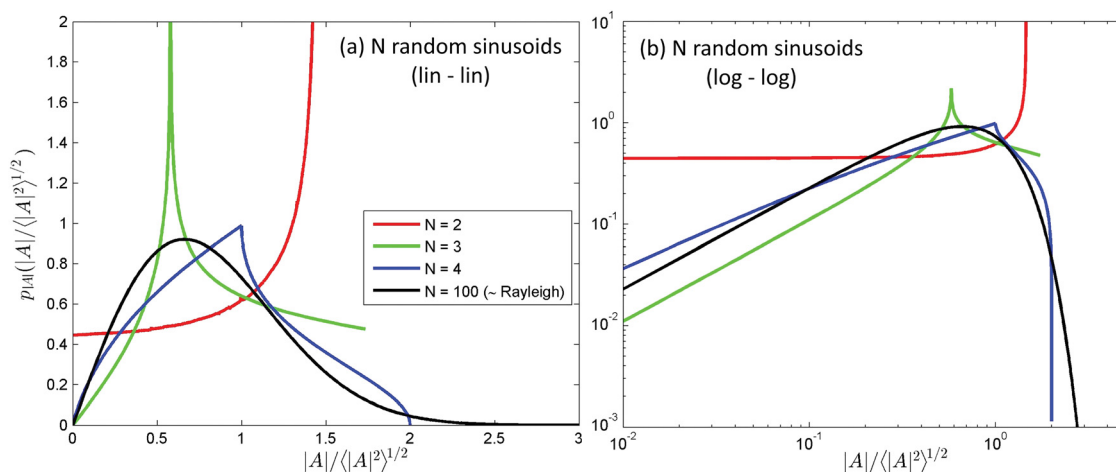 (a) N random sinusoids
(lin - lin)
2
1.8
1.6
1.4
1.2
1
0.8
0.6
0.4
0.2
0
p_{|A|}(|A|/⟨|A|²⟩^{1/2})
N = 2
N = 3
N = 4
N = 100 (~ Rayleigh)
0 0.5 1 1.5 2 2.5 3
|A|/⟨|A|²⟩^{1/2}
(b) N random sinusoids
(log - log)
10^1
10^0
10^{-1}
10^{-2}
10^{-3}
10^{-2} 10^{-1} 10^0
|A|/⟨|A|²⟩^{1/2}